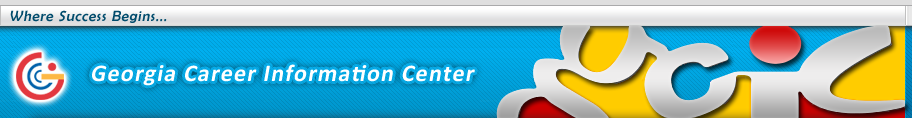 Where Success Begins...
Georgia Career Information Center
gcic